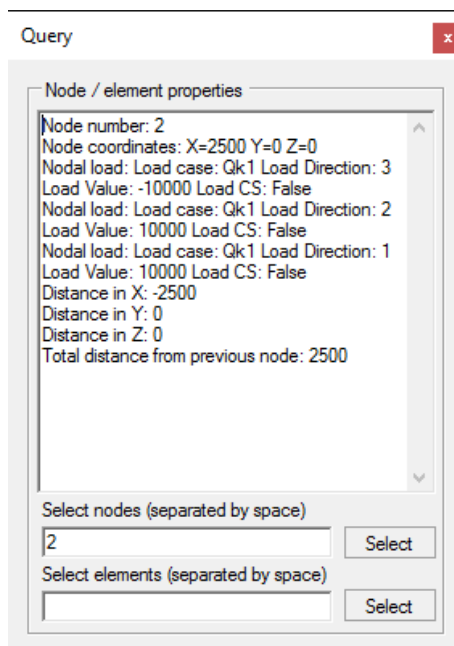 Query
x
Node / element properties
Node number: 2
Node coordinates: X=2500 Y=0 Z=0
Nodal load: Load case: Qk1 Load Direction: 3
Load Value: -10000 Load CS: False
Nodal load: Load case: Qk1 Load Direction: 2
Load Value: 10000 Load CS: False
Nodal load: Load case: Qk1 Load Direction: 1
Load Value: 10000 Load CS: False
Distance in X: -2500
Distance in Y: 0
Distance in Z: 0
Total distance from previous node: 2500
Select nodes (separated by space)
2
Select
Select elements (separated by space)
Select